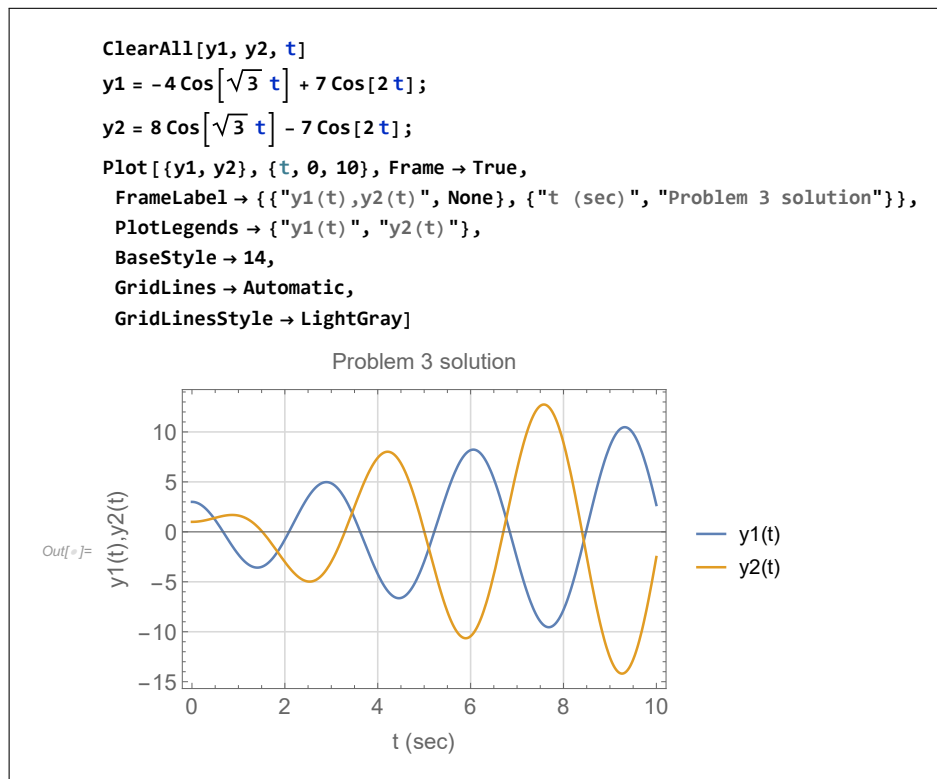 ClearAll[y1, y2, t]
y1 = -4 Cos[√3 t] + 7 Cos[2 t];
y2 = 8 Cos[√3 t] - 7 Cos[2 t];
Plot[{y1, y2}, {t, 0, 10}, Frame → True,
FrameLabel → {{"y1(t),y2(t)", None}, {"t (sec)", "Problem 3 solution"}},
PlotLegends → {"y1(t)", "y2(t)"},
BaseStyle → 14,
GridLines → Automatic,
GridLinesStyle → LightGray]
Problem 3 solution
Out[•]=
y1(t),y2(t)
10
5
0
-5
-10
-15
0 2 4 6 8 10
t (sec)
y1(t)
y2(t)